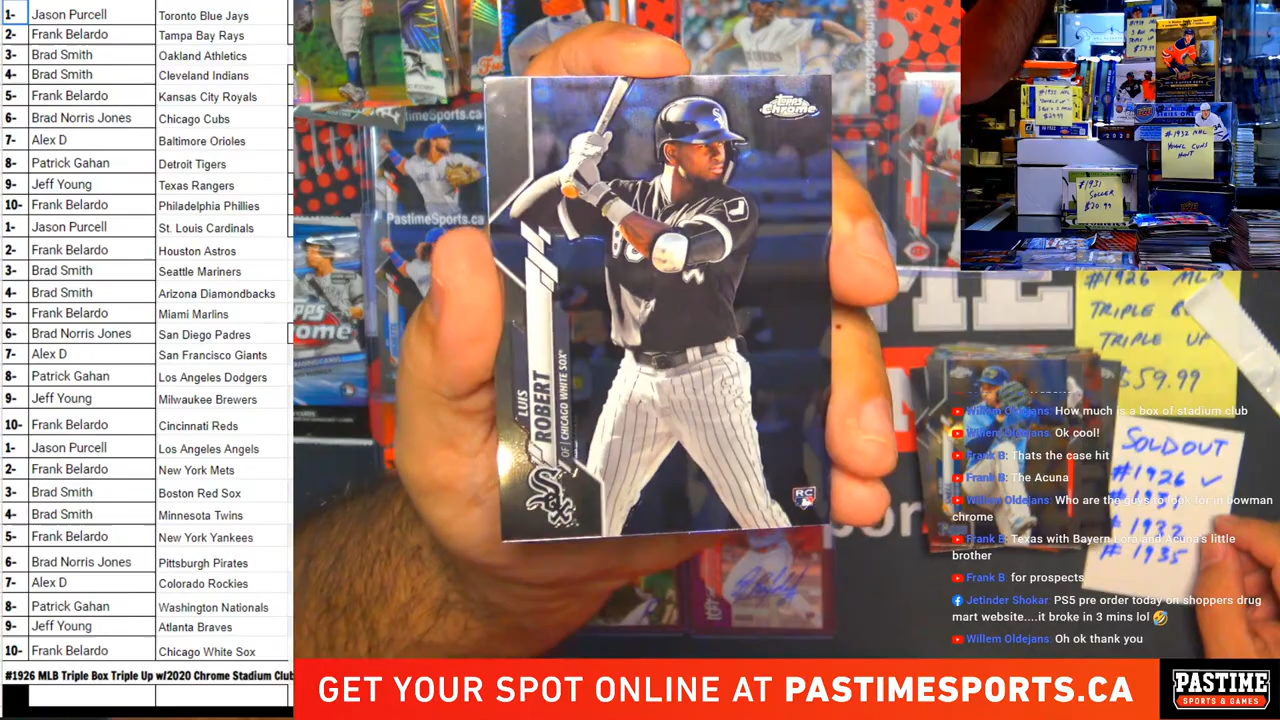 1- Jason Purcell Toronto Blue Jays
2- Frank Belardo Tampa Bay Rays
3- Brad Smith Oakland Athletics
4- Brad Smith Cleveland Indians
5- Frank Belardo Kansas City Royals
6- Brad Norris Jones Chicago Cubs
7- Alex D Baltimore Orioles
8- Patrick Gahan Detroit Tigers
9- Jeff Young Texas Rangers
10- Frank Belardo Philadelphia Phillies
1- Jason Purcell St. Louis Cardinals
2- Frank Belardo Houston Astros
3- Brad Smith Seattle Mariners
4- Brad Smith Arizona Diamondbacks
5- Frank Belardo Miami Marlins
6- Brad Norris Jones San Diego Padres
7- Alex D San Francisco Giants
8- Patrick Gahan Los Angeles Dodgers
9- Jeff Young Milwaukee Brewers
10- Frank Belardo Cincinnati Reds
1- Jason Purcell Los Angeles Angels
2- Frank Belardo New York Mets
3- Brad Smith Boston Red Sox
4- Brad Smith Minnesota Twins
5- Frank Belardo New York Yankees
6- Brad Norris Jones Pittsburgh Pirates
7- Alex D Colorado Rockies
8- Patrick Gahan Washington Nationals
9- Jeff Young Atlanta Braves
10- Frank Belardo Chicago White Sox
#1926 MLB Triple Box Triple Up w/2020 Chrome Stadium Club
PastimeSports.ca
Topps Chrome
LUIS
ROBERT
OF | CHICAGO WHITE SOX
Sox
RC
#1931
SOCCER
$20.99
#1932 NHL
YOUNG GUNS
HUNT
#1926 MLB
TRIPLE
TRIPLE UP
$59.99
SOLD OUT
#1926
#1932
#1935
How much is a box of stadium club
Ok cool!
Frank B: Thats the case hit
Frank B: The Acuna
Willem Oldejans: Who are the guys to look for in bowman
chrome
Frank B: Texas with Bayern Lora and Acuna's little
brother
Frank B: for prospects
Jetinder Shokar: PS5 pre order today on shoppers drug
mart website....it broke in 3 mins lol 🤣
Willem Oldejans: Oh ok thank you
GET YOUR SPOT ONLINE AT PASTIMESPORTS.CA
PASTIME
SPORTS & GAMES